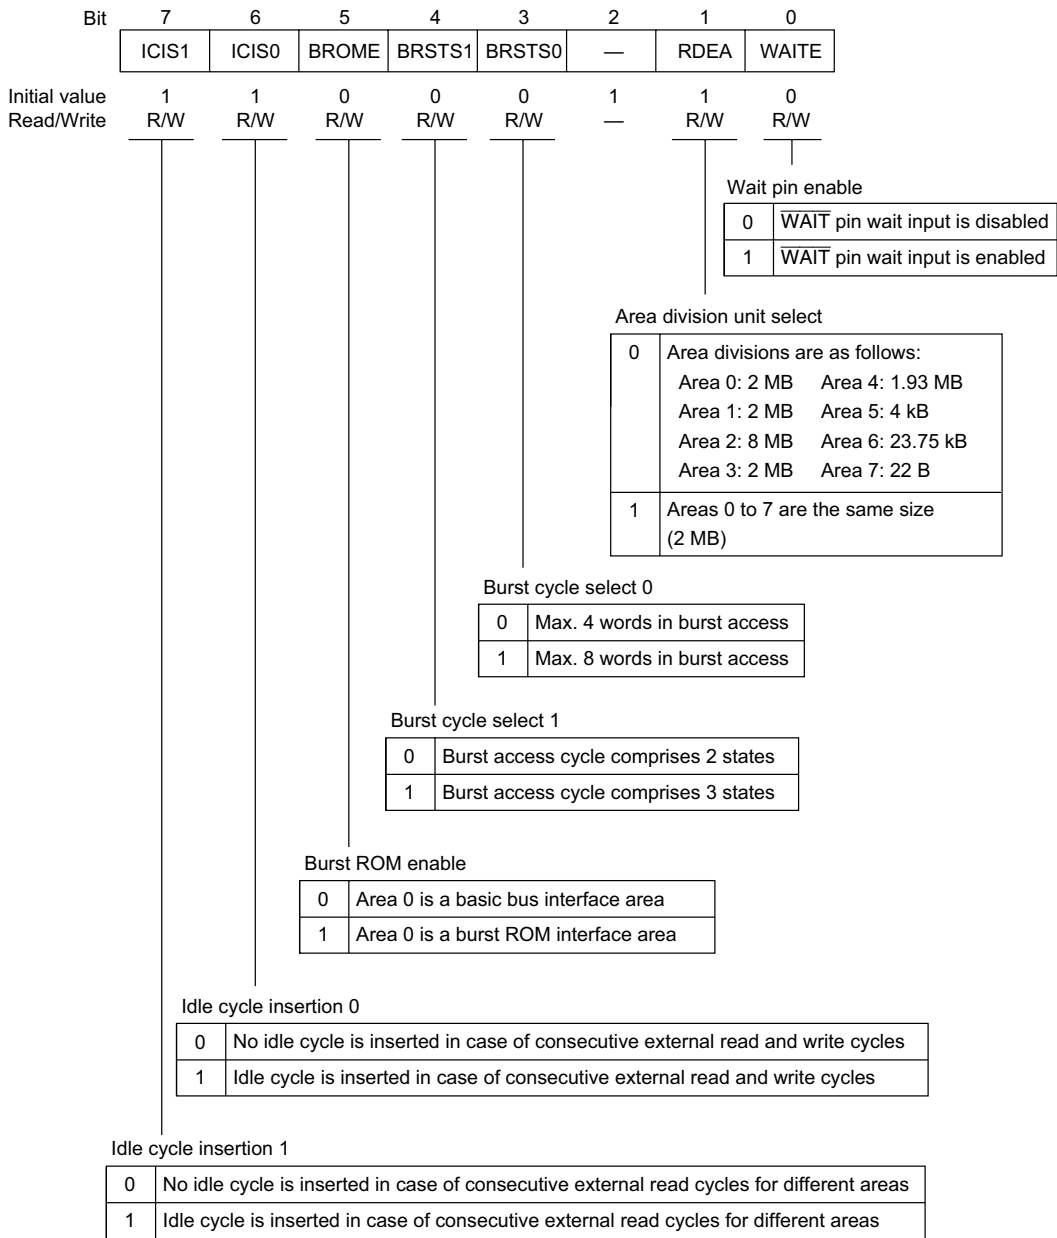 Bit 7 6 5 4 3 2 1 0
ICIS1 ICIS0 BROME BRSTS1 BRSTS0 — RDEA WAITE
Initial value 1 1 0 0 0 1 1 0
Read/Write R/W R/W R/W R/W R/W — R/W R/W
Wait pin enable
0 WAIT pin wait input is disabled
1 WAIT pin wait input is enabled
Area division unit select
0 Area divisions are as follows:
Area 0: 2 MB Area 4: 1.93 MB
Area 1: 2 MB Area 5: 4 kB
Area 2: 8 MB Area 6: 23.75 kB
Area 3: 2 MB Area 7: 22 B
1 Areas 0 to 7 are the same size
(2 MB)
Burst cycle select 0
0 Max. 4 words in burst access
1 Max. 8 words in burst access
Burst cycle select 1
0 Burst access cycle comprises 2 states
1 Burst access cycle comprises 3 states
Burst ROM enable
0 Area 0 is a basic bus interface area
1 Area 0 is a burst ROM interface area
Idle cycle insertion 0
0 No idle cycle is inserted in case of consecutive external read and write cycles
1 Idle cycle is inserted in case of consecutive external read and write cycles
Idle cycle insertion 1
0 No idle cycle is inserted in case of consecutive external read cycles for different areas
1 Idle cycle is inserted in case of consecutive external read cycles for different areas